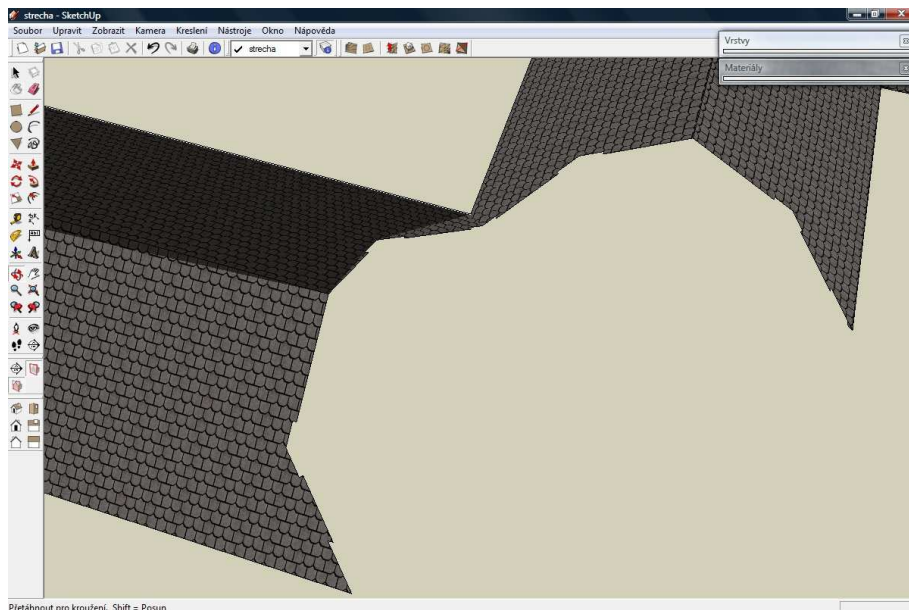 strecha - SketchUp
Soubor Upravit Zobrazit Kamera Kreslení Nástroje Okno Nápověda
strecha
Vrstvy
Materiály
Přetáhnout pro kroužení. Shift = Posun